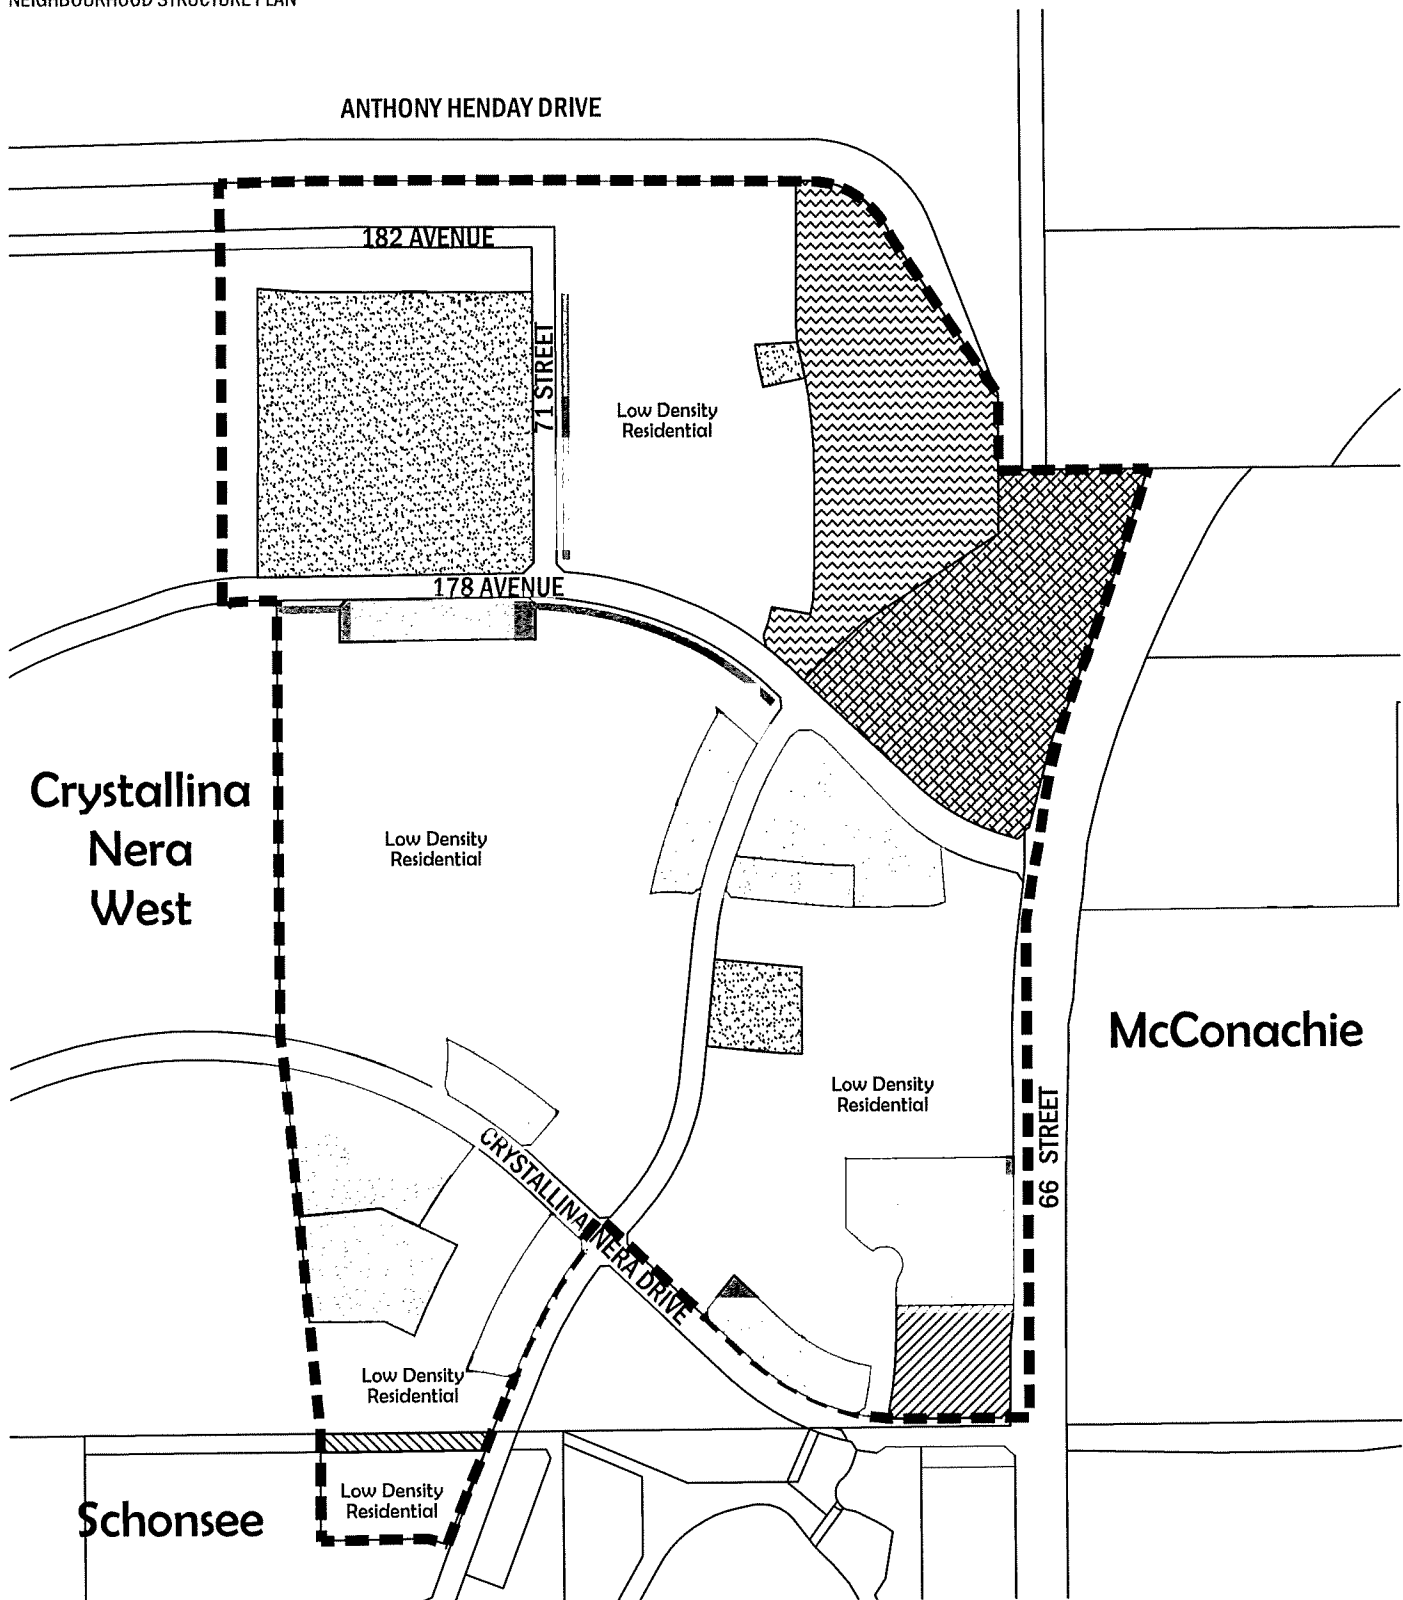 NEIGHBOURHOOD STRUCTURE PLAN
ANTHONY HENDAY DRIVE
182 AVENUE
71 STREET
Low Density
Residential
178 AVENUE
Crystallina
Nera
West
Low Density
Residential
McConachie
Low Density
Residential
66 STREET
CRYSTALLINA NERA DRIVE
Low Density
Residential
Low Density
Residential
Schonsee